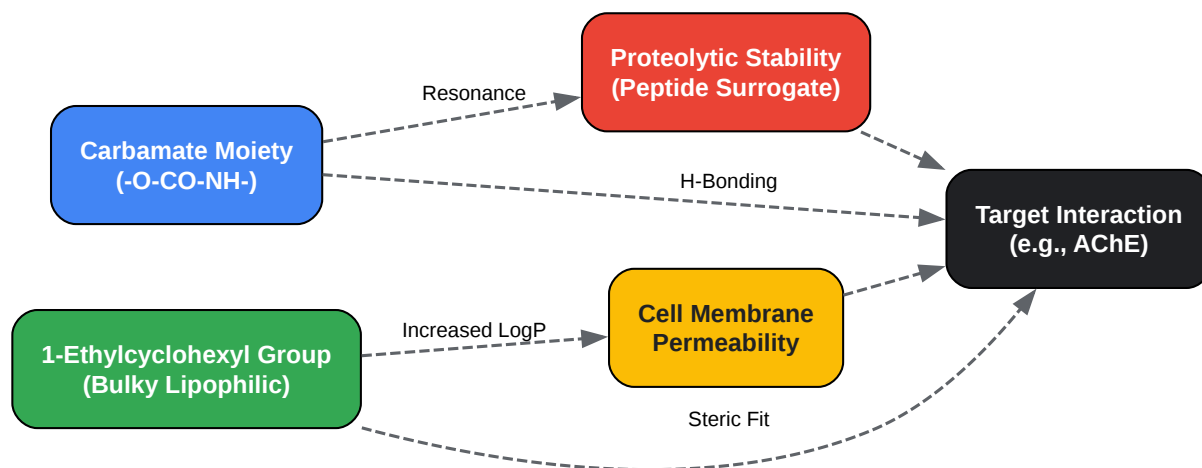 Proteolytic Stability
(Peptide Surrogate)
Resonance
Carbamate Moiety
(-O-CO-NH-)
H-Bonding
Target Interaction
(e.g., AChE)
Cell Membrane
Permeability
Increased LogP
1-Ethylcyclohexyl Group
(Bulky Lipophilic)
Steric Fit